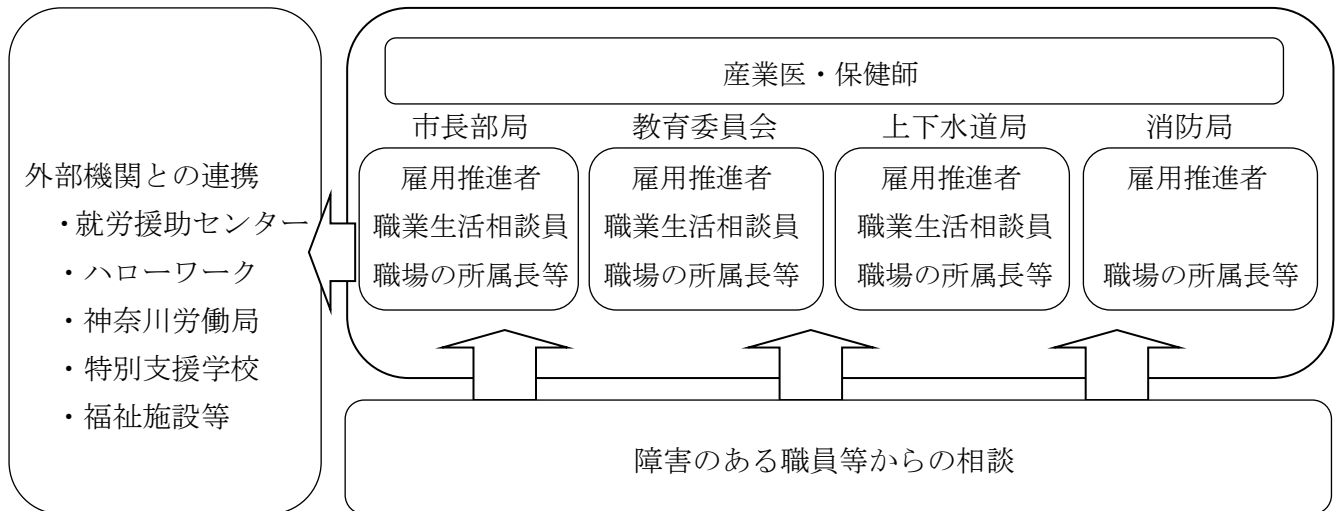 産業医・保健師
市長部局
教育委員会
上下水道局
消防局
雇用推進者
職業生活相談員
職場の所属長等
雇用推進者
職業生活相談員
職場の所属長等
雇用推進者
職業生活相談員
職場の所属長等
雇用推進者
職場の所属長等
外部機関との連携
・就労援助センター
・ハローワーク
・神奈川労働局
・特別支援学校
・福祉施設等
障害のある職員等からの相談